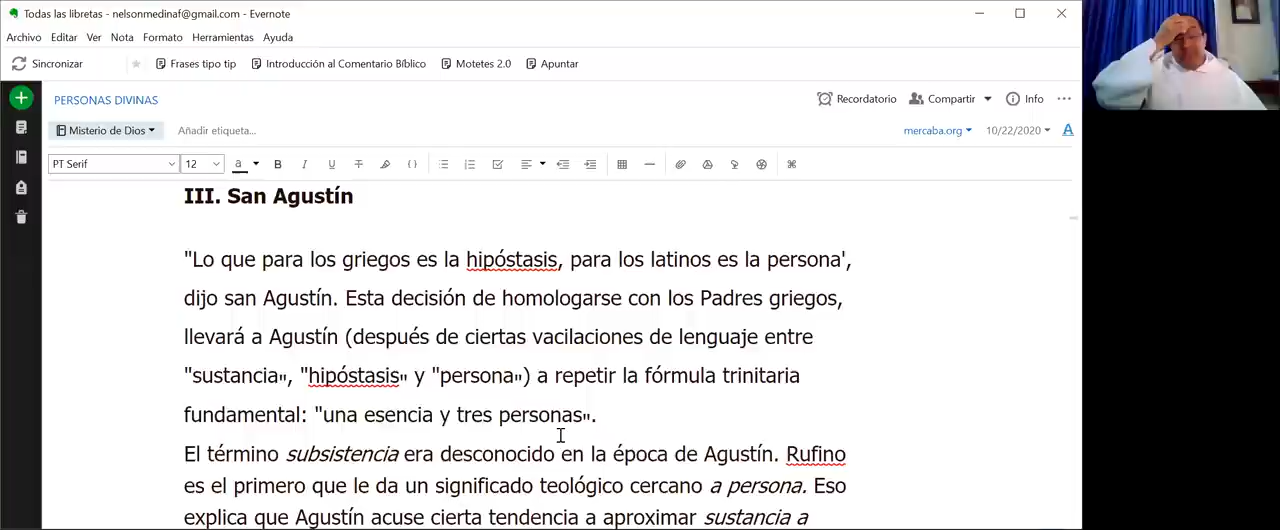 Todas las libretas - nelsonmedinaf@gmail.com - Evernote
Archivo Editar Ver Nota Formato Herramientas Ayuda
Sincronizar Frases tipo tip Introducción al Comentario Bíblico Motetes 2.0 Apuntar
PERSONAS DIVINAS Recordatorio Compartir Info
Misterio de Dios Añadir etiqueta... mercaba.org 10/22/2020
PT Serif 12 a B I U T
III. San Agustín
"Lo que para los griegos es la hipóstasis, para los latinos es la persona',
dijo san Agustín. Esta decisión de homologarse con los Padres griegos,
llevará a Agustín (después de ciertas vacilaciones de lenguaje entre
"sustancia", "hipóstasis" y "persona") a repetir la fórmula trinitaria
fundamental: "una esencia y tres personas".
El término subsistencia era desconocido en la época de Agustín. Rufino
es el primero que le da un significado teológico cercano a persona. Eso
explica que Agustín acuse cierta tendencia a aproximar sustancia a